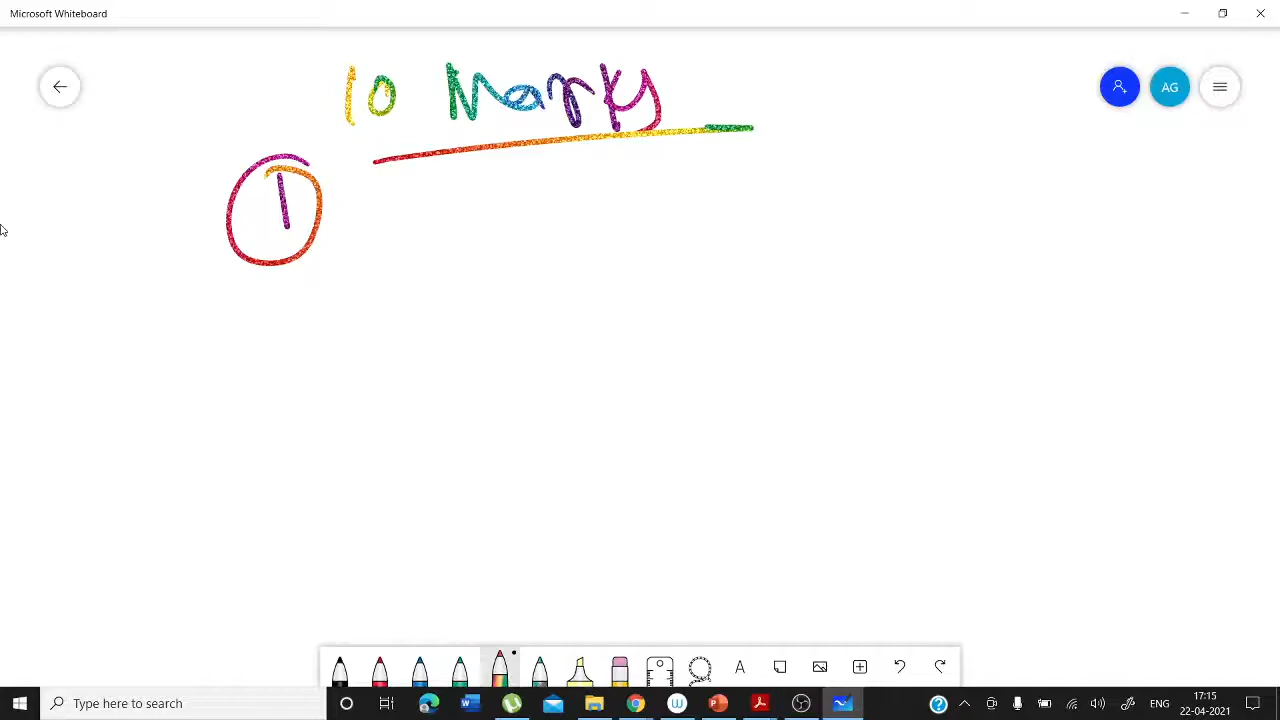 Microsoft Whiteboard
10 Marks
1
AG
A
Type here to search
ENG
17:15
22-04-2021